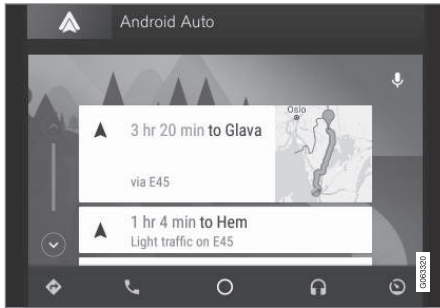 Android Auto
3 hr 20 min to Glava
Oslo
via E45
1 hr 4 min to Hem
Light traffic on E45
G063320